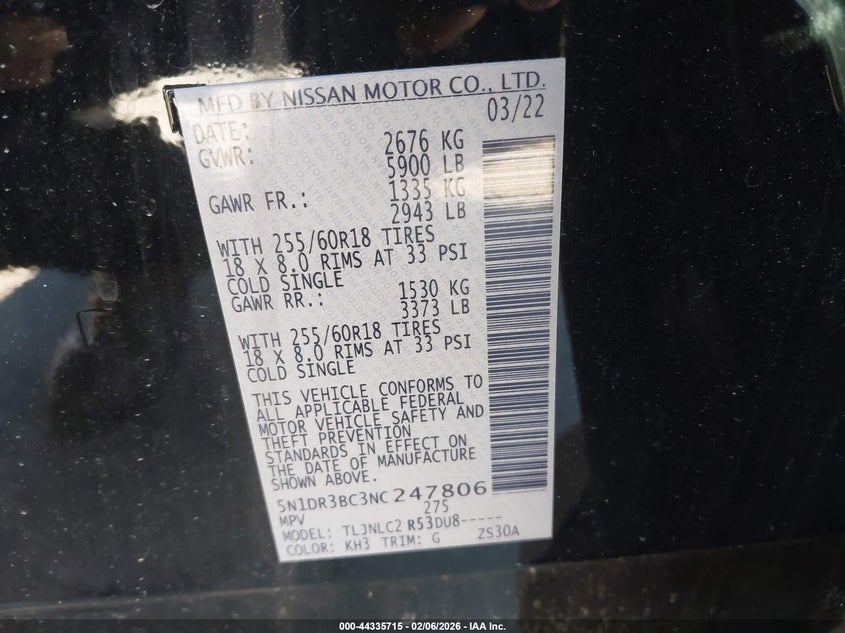 MFD BY NISSAN MOTOR CO., LTD.
DATE: 03/22
GVWR: 2676 KG
5900 LB
GAWR FR.: 1335 KG
2943 LB
WITH 255/60R18 TIRES
18 X 8.0 RIMS AT 33 PSI
COLD SINGLE
GAWR RR.: 1530 KG
3373 LB
WITH 255/60R18 TIRES
18 X 8.0 RIMS AT 33 PSI
COLD SINGLE
THIS VEHICLE CONFORMS TO
ALL APPLICABLE FEDERAL
MOTOR VEHICLE SAFETY AND
THEFT PREVENTION
STANDARDS IN EFFECT ON
THE DATE OF MANUFACTURE
SHOWN ABOVE.
5N1DR3BC3NC247806
MPV 275
MODEL: TLJNLC2 R53DU8-----
COLOR: KH3 TRIM: G ZS30A
000-44335715 - 02/06/2026 - IAA Inc.